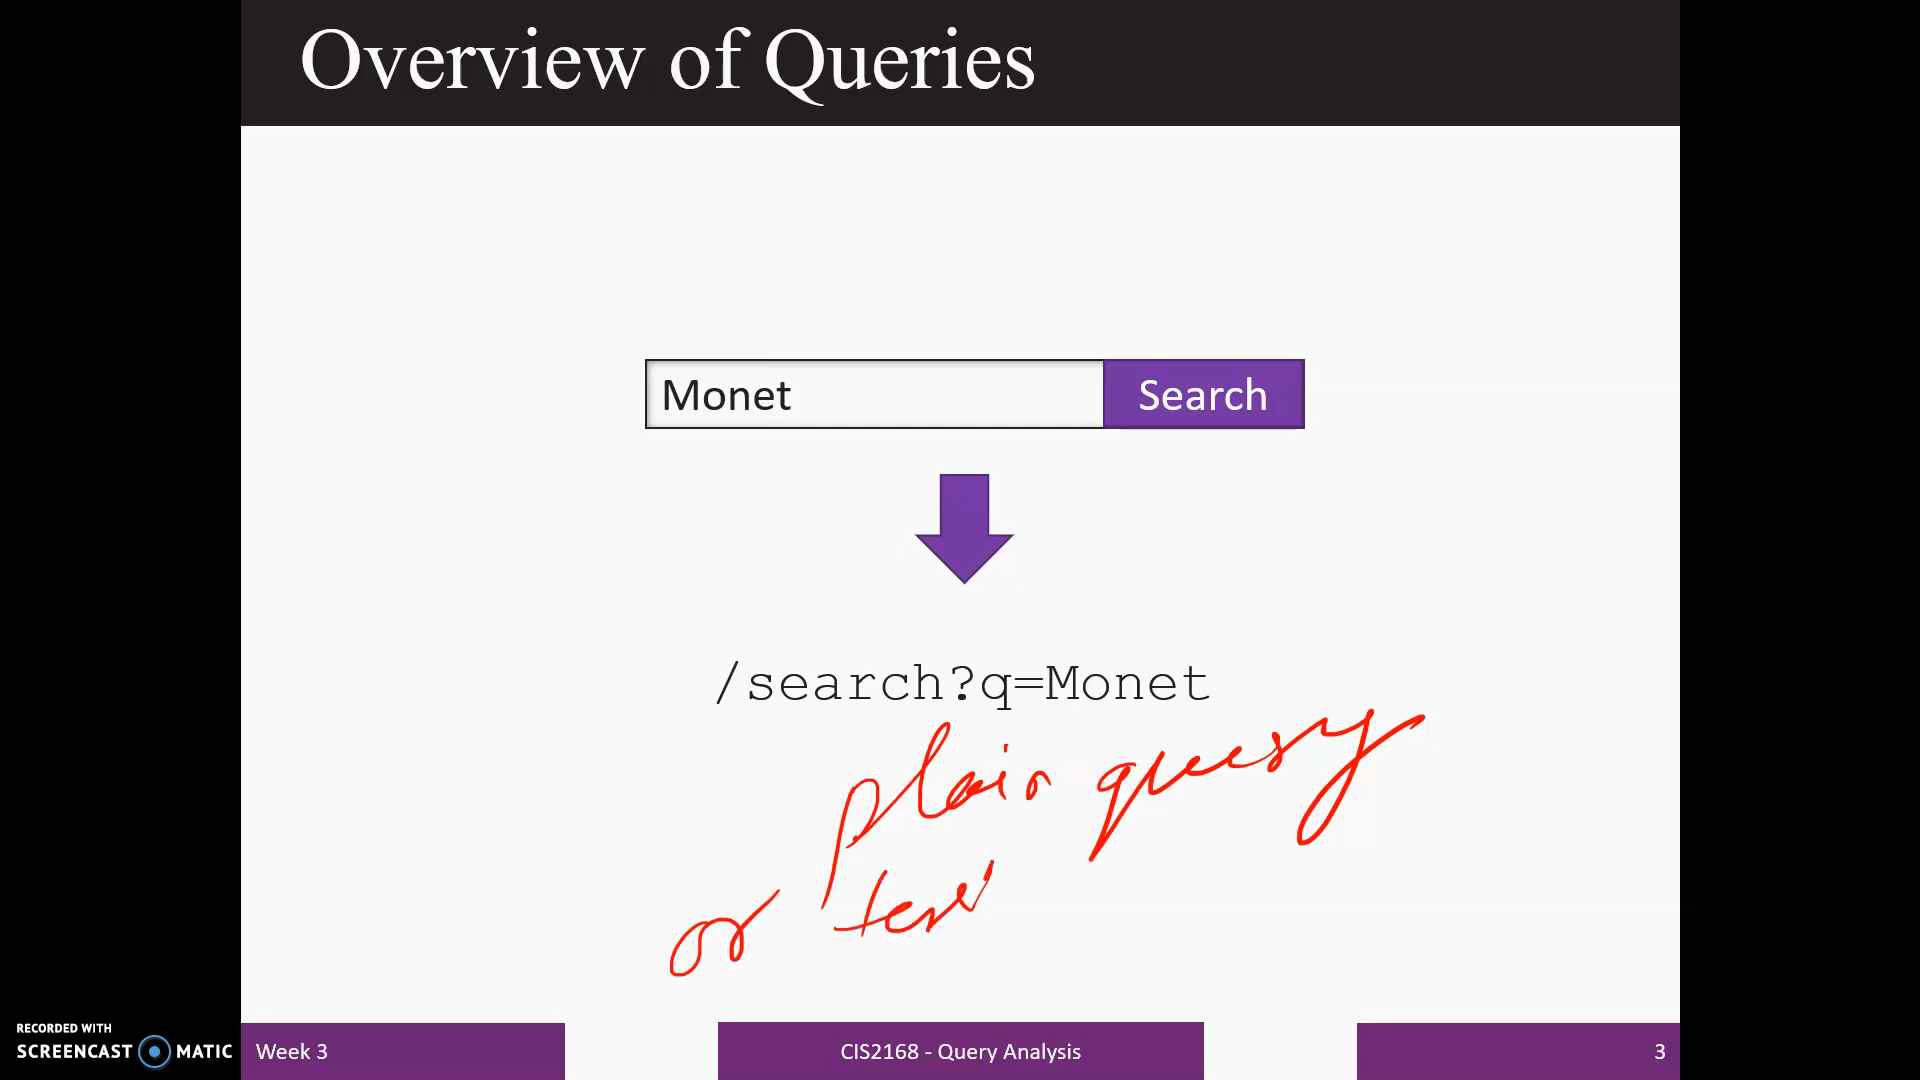 Overview of Queries
Monet
Search
/search?q=Monet
plain query
or
RECORDED WITH
SCREENCAST MATIC
Week 3
CIS2168 - Query Analysis
3